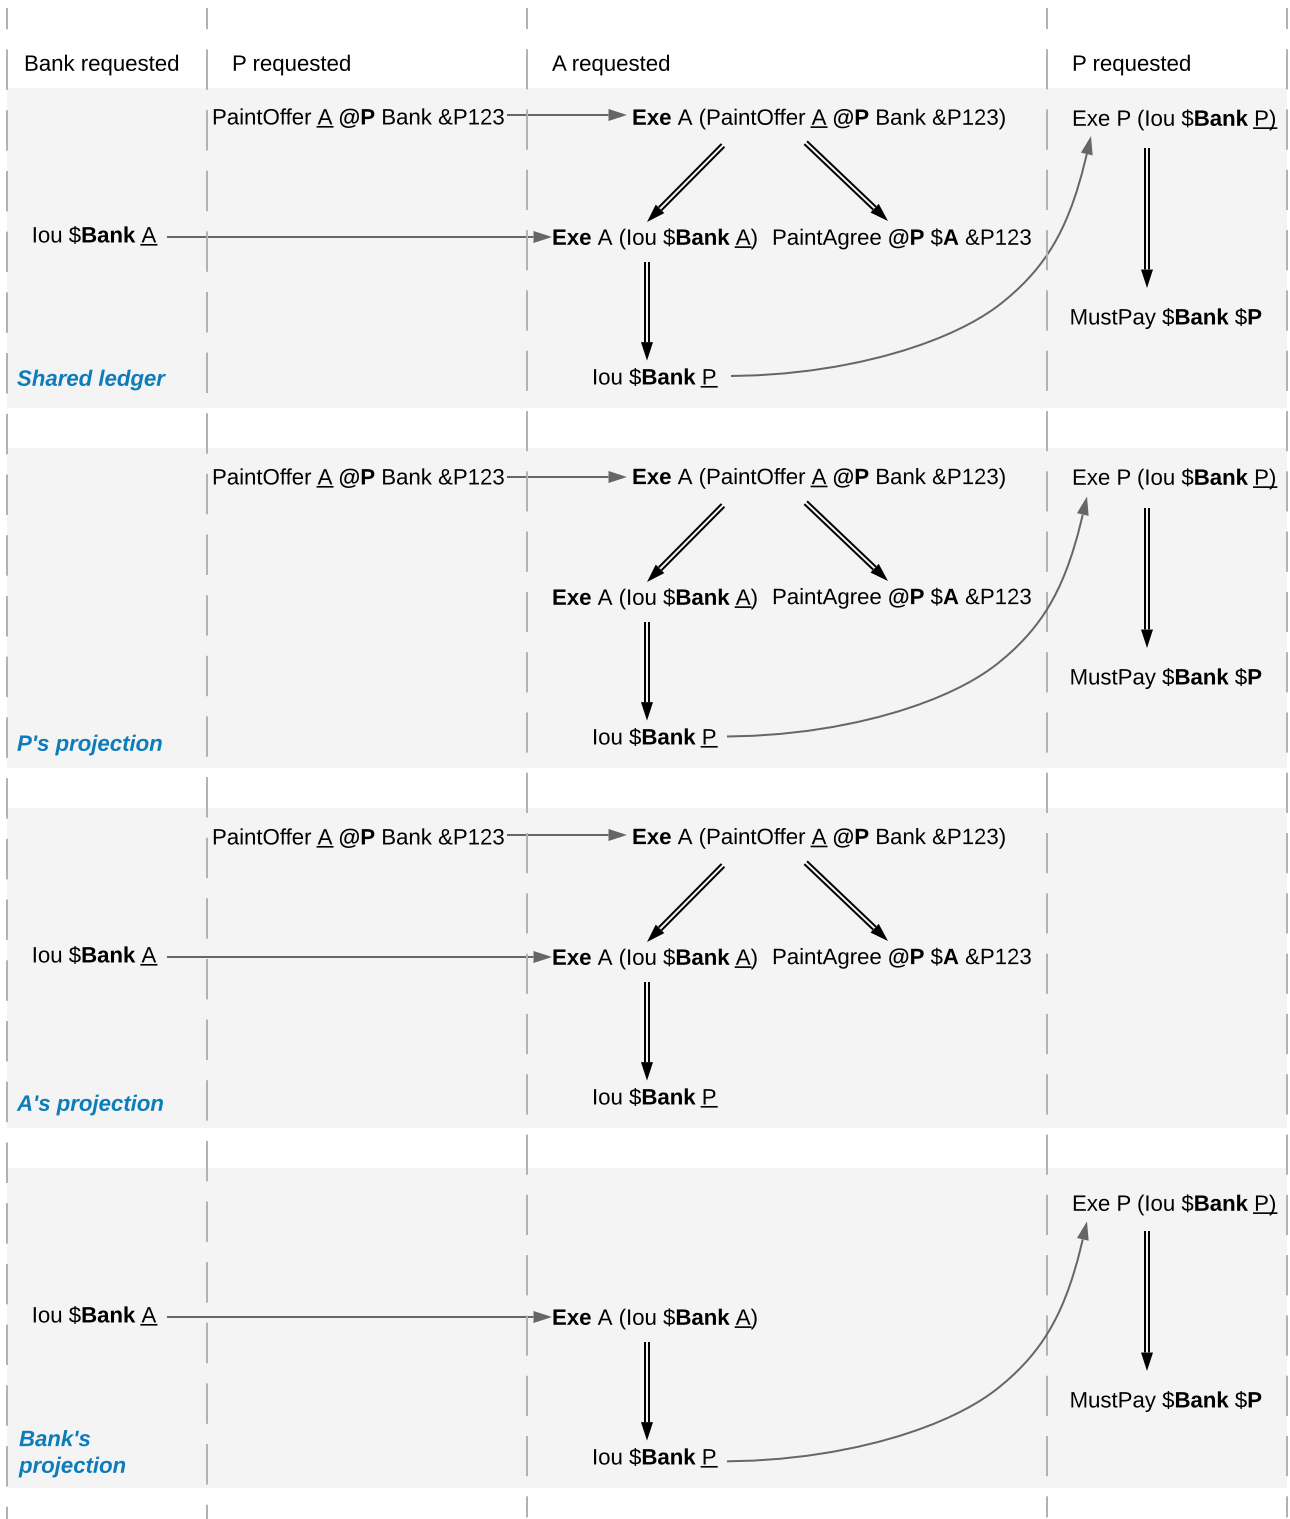 Bank requested P requested A requested P requested
PaintOffer A @P Bank &P123 Exe A (PaintOffer A @P Bank &P123) Exe P (Iou $Bank P)
Iou $Bank A Exe A (Iou $Bank A) PaintAgree @P $A &P123
MustPay $Bank $P
Shared ledger Iou $Bank P
PaintOffer A @P Bank &P123 Exe A (PaintOffer A @P Bank &P123) Exe P (Iou $Bank P)
Exe A (Iou $Bank A) PaintAgree @P $A &P123
MustPay $Bank $P
P's projection Iou $Bank P
PaintOffer A @P Bank &P123 Exe A (PaintOffer A @P Bank &P123)
Iou $Bank A Exe A (Iou $Bank A) PaintAgree @P $A &P123
A's projection Iou $Bank P
Exe P (Iou $Bank P)
Iou $Bank A Exe A (Iou $Bank A)
MustPay $Bank $P
Bank's
projection Iou $Bank P